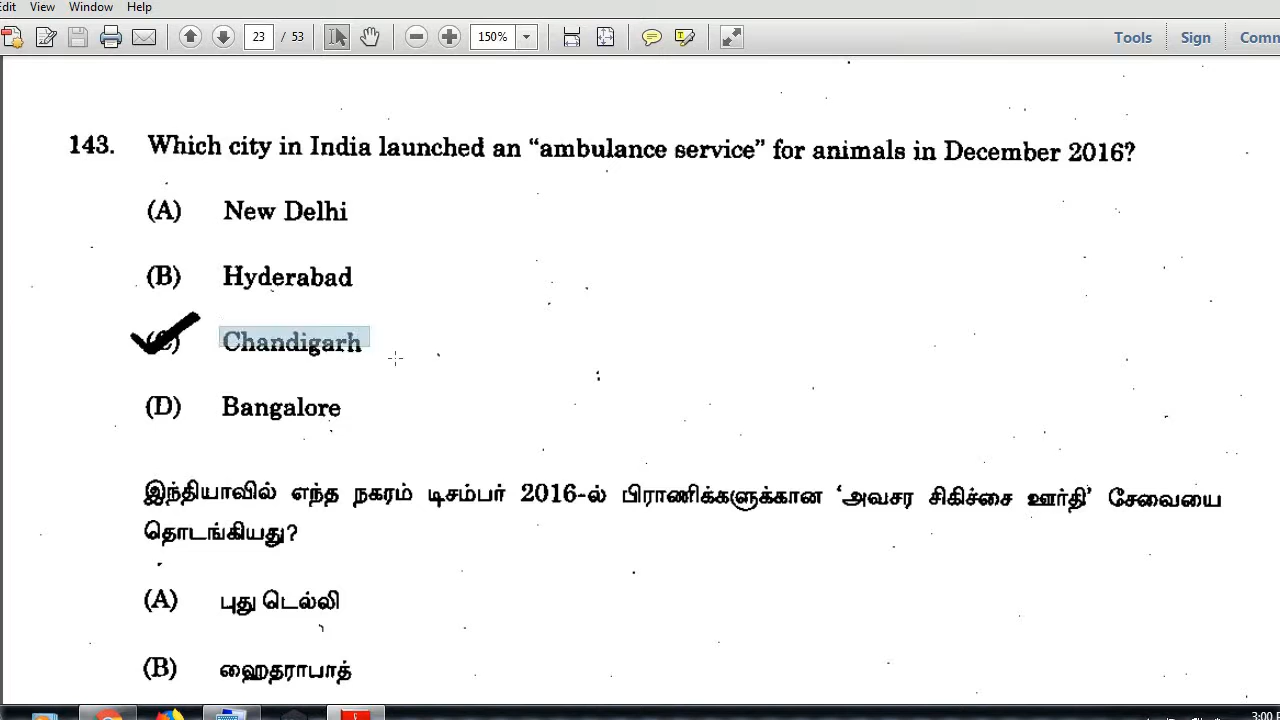 Edit View Window Help
23 / 53 150% Tools Sign Comm
143. Which city in India launched an “ambulance service” for animals in December 2016?
(A) New Delhi
(B) Hyderabad
(C) Chandigarh
(D) Bangalore
இந்தியாவில் எந்த நகரம் டிசம்பர் 2016-ல் பிராணிக்களுக்கான ‘அவசர சிகிச்சை ஊர்தி’ சேவையை
தொடங்கியது?
(A) புது டெல்லி
(B) ஹைதராபாத்
3:00